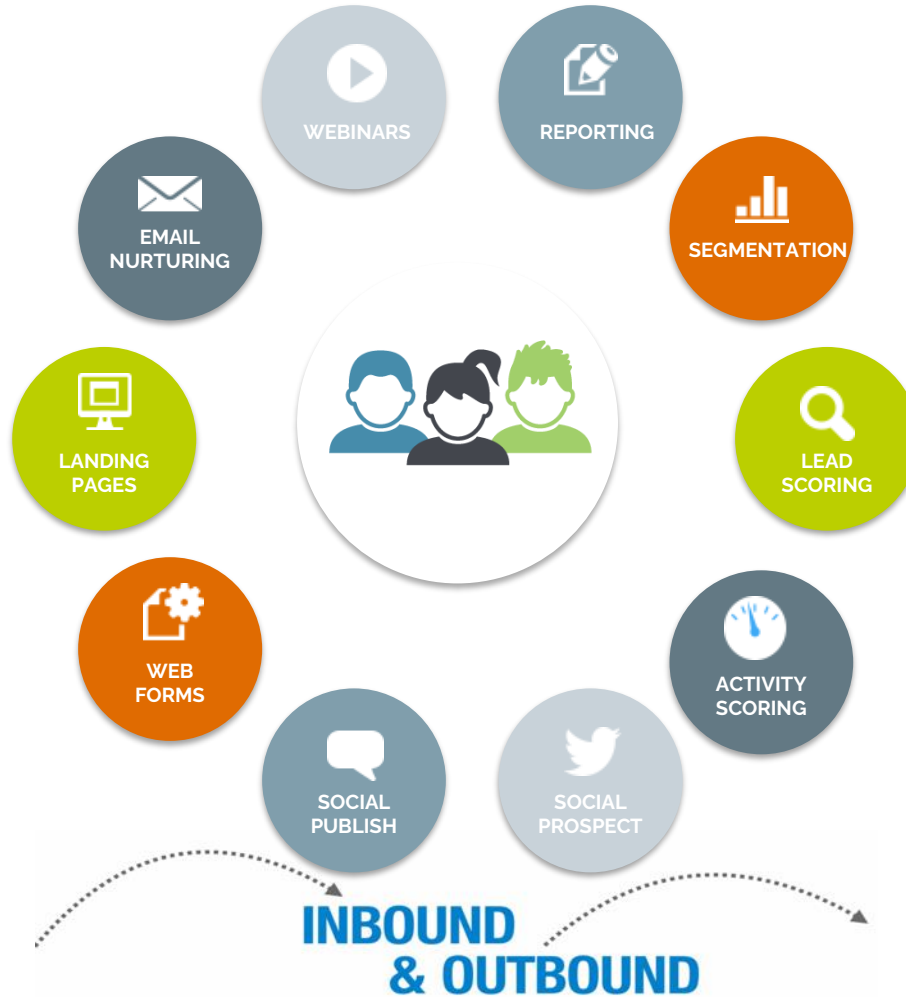 WEBINARS
REPORTING
EMAIL
NURTURING
SEGMENTATION
LANDING
PAGES
LEAD
SCORING
WEB
FORMS
ACTIVITY
SCORING
SOCIAL
PUBLISH
SOCIAL
PROSPECT
INBOUND
& OUTBOUND